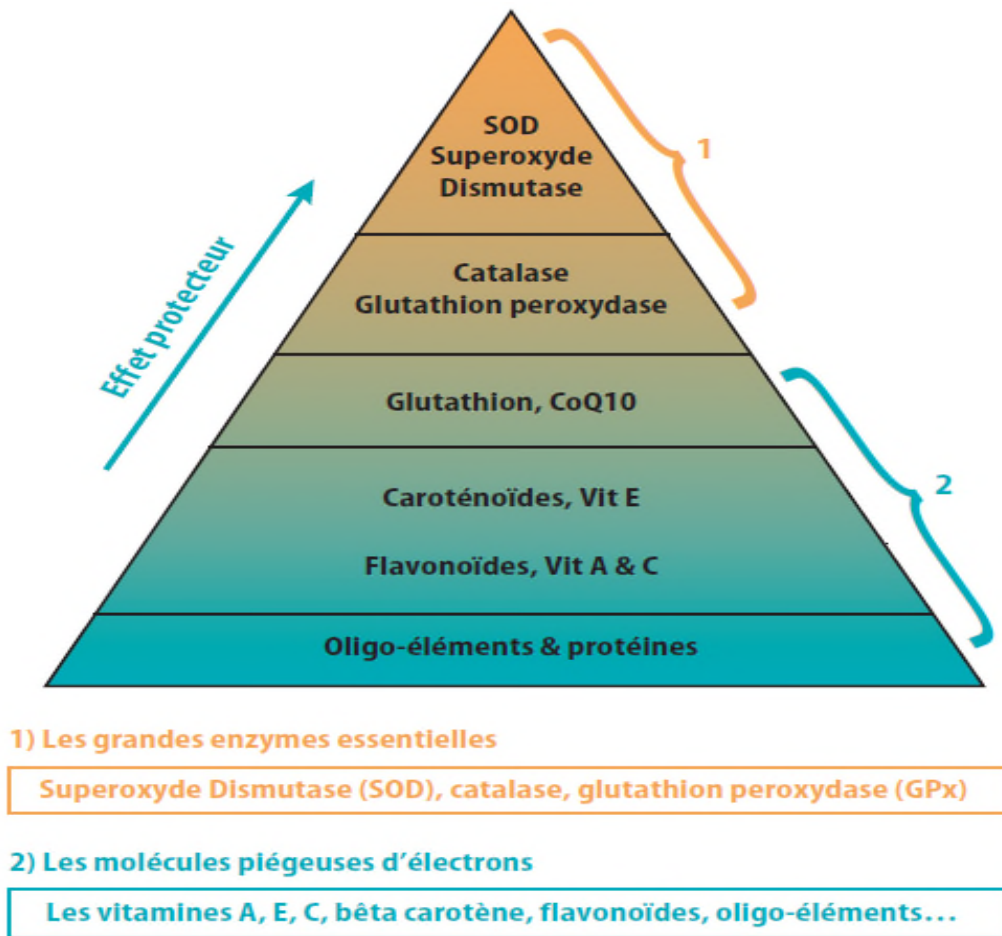 SOD
Superoxyde
Dismutase
1
Catalase
Glutathion peroxydase
Effet protecteur
Glutathion, CoQ10
2
Caroténoïdes, Vit E
Flavonoïdes, Vit A & C
Oligo-éléments & protéines
1) Les grandes enzymes essentielles
Superoxyde Dismutase (SOD), catalase, glutathion peroxydase (GPx)
2) Les molécules piégeuses d'électrons
Les vitamines A, E, C, bêta carotène, flavonoïdes, oligo-éléments...